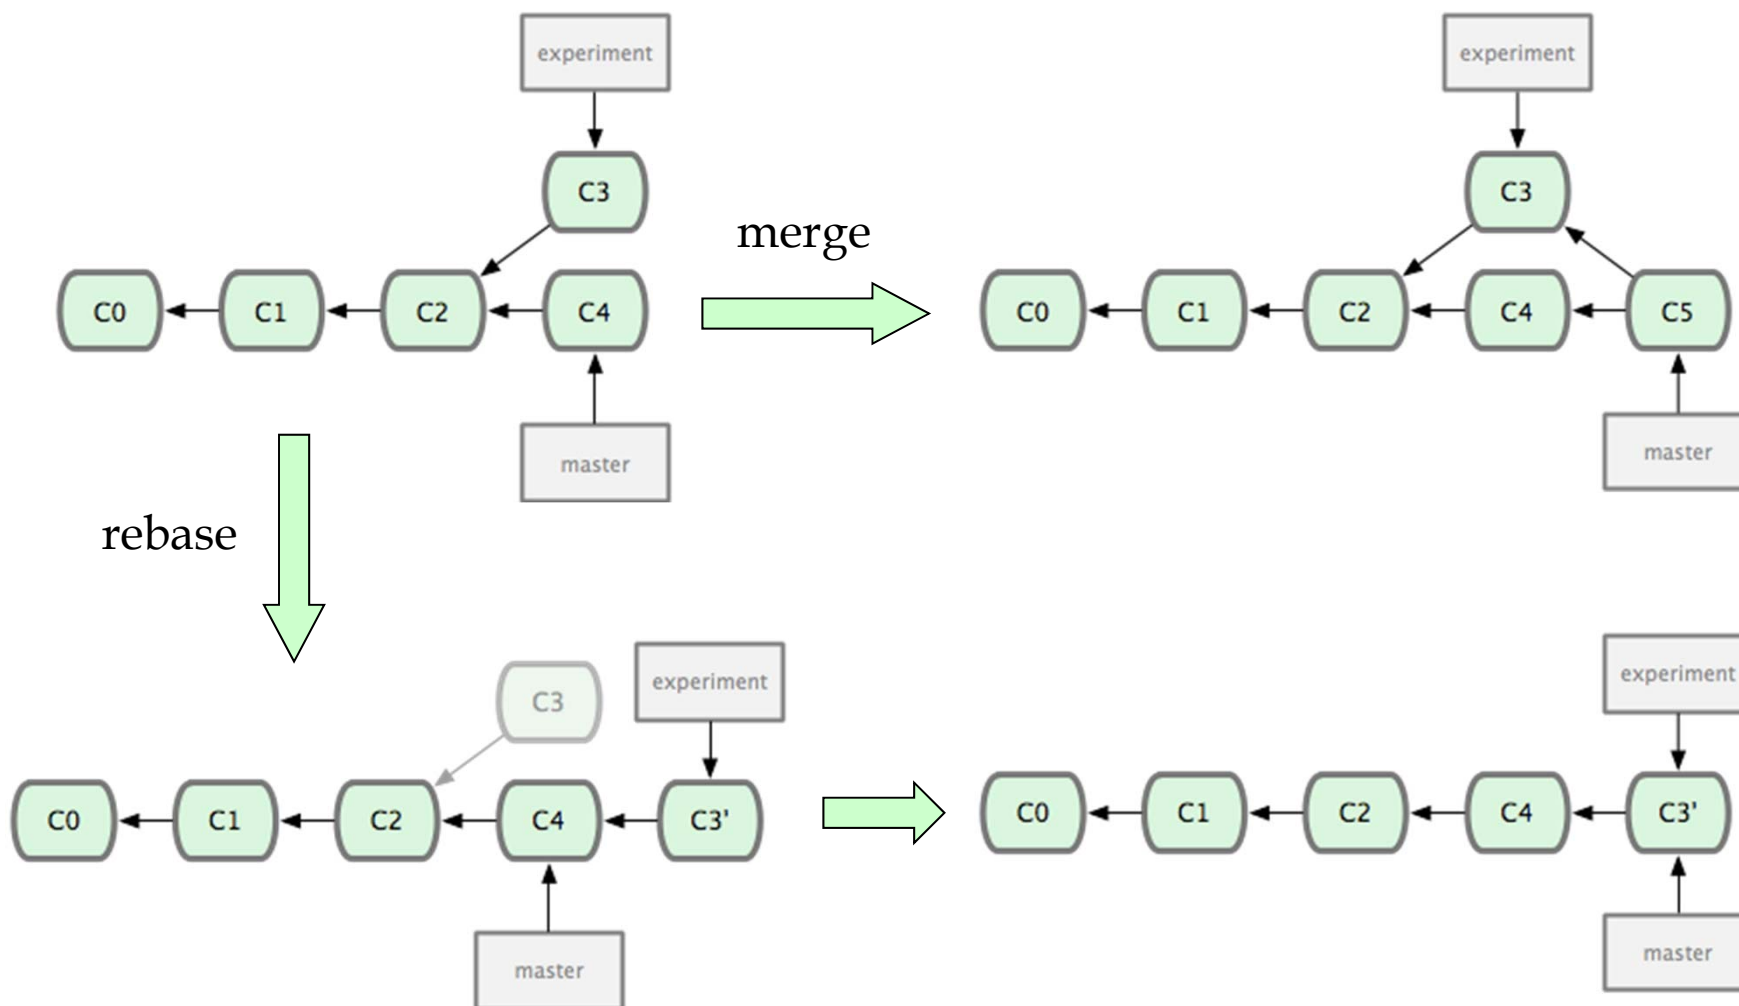 experiment
C3
C0
C1
C2
C4
master
merge
experiment
C3
C0
C1
C2
C4
C5
master
rebase
C3
experiment
C0
C1
C2
C4
C3'
master
experiment
C0
C1
C2
C4
C3'
master